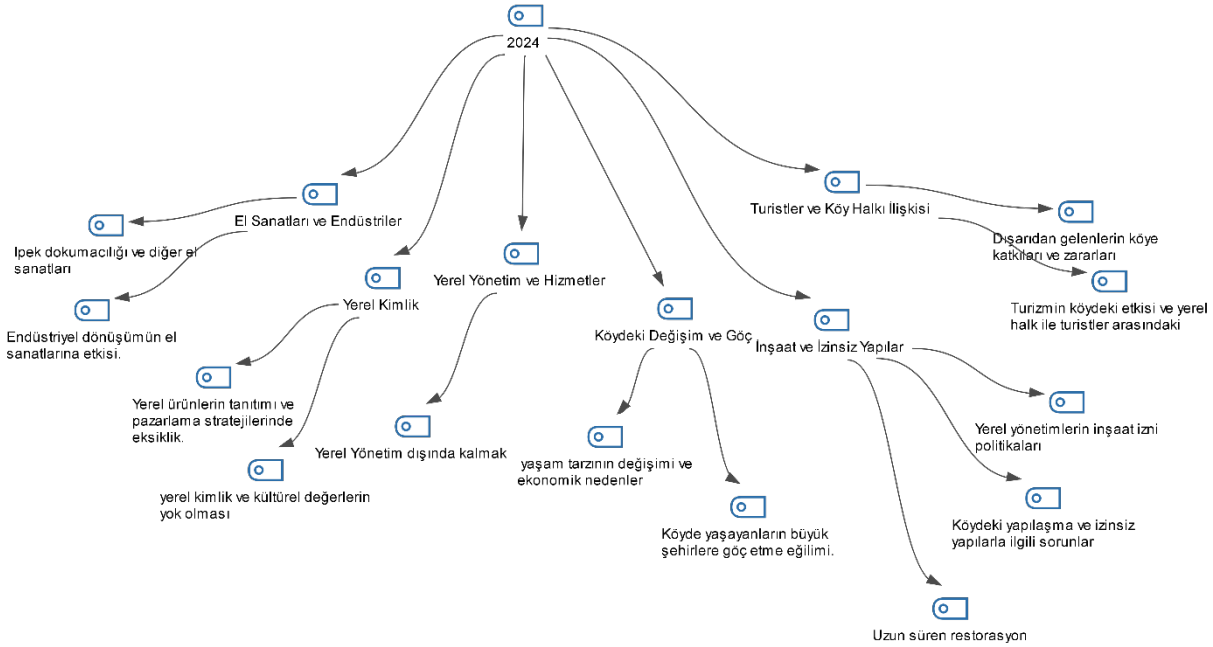 2024
El Sanatları ve Endüstriler
Ipek dokumacılığı ve diğer el
sanatları
Endüstriyel dönüşümün el
sanatlarına etkisi.
Yerel Kimlik
Yerel ürünlerin tanıtımı ve
pazarlama stratejilerinde
eksiklik.
yerel kimlik ve kültürel değerlerin
yok olması
Yerel Yönetim ve Hizmetler
Yerel Yönetim dışında kalmak
Köydeki Değişim ve Göç
yaşam tarzının değişimi ve
ekonomik nedenler
Köyde yaşayanların büyük
şehirlere göç etme eğilimi.
İnşaat ve İzinsiz Yapılar
Yerel yönetimlerin inşaat izni
politikaları
Köydeki yapılaşma ve izinsiz
yapılarla ilgili sorunlar
Uzun süren restorasyon
Turistler ve Köy Halkı İlişkisi
Dışarıdan gelenlerin köye
katkıları ve zararları
Turizmin köydeki etkisi ve yerel
halk ile turistler arasındaki